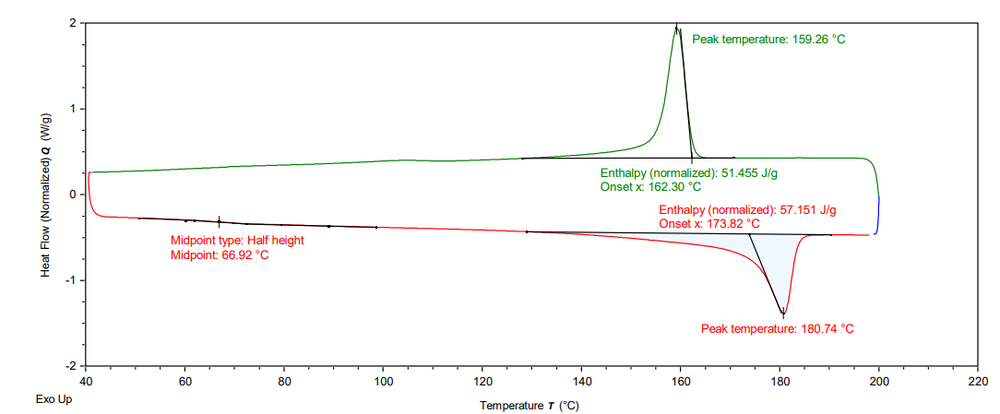 2
Peak temperature: 159.26 °C
1
Enthalpy (normalized): 51.455 J/g
Onset x: 162.30 °C
0
Enthalpy (normalized): 57.151 J/g
Onset x: 173.82 °C
Midpoint type: Half height
Midpoint: 66.92 °C
-1
Peak temperature: 180.74 °C
-2
Heat Flow (Normalized) Q (W/g)
40 60 80 100 120 140 160 180 200 220
Exo Up
Temperature T (°C)